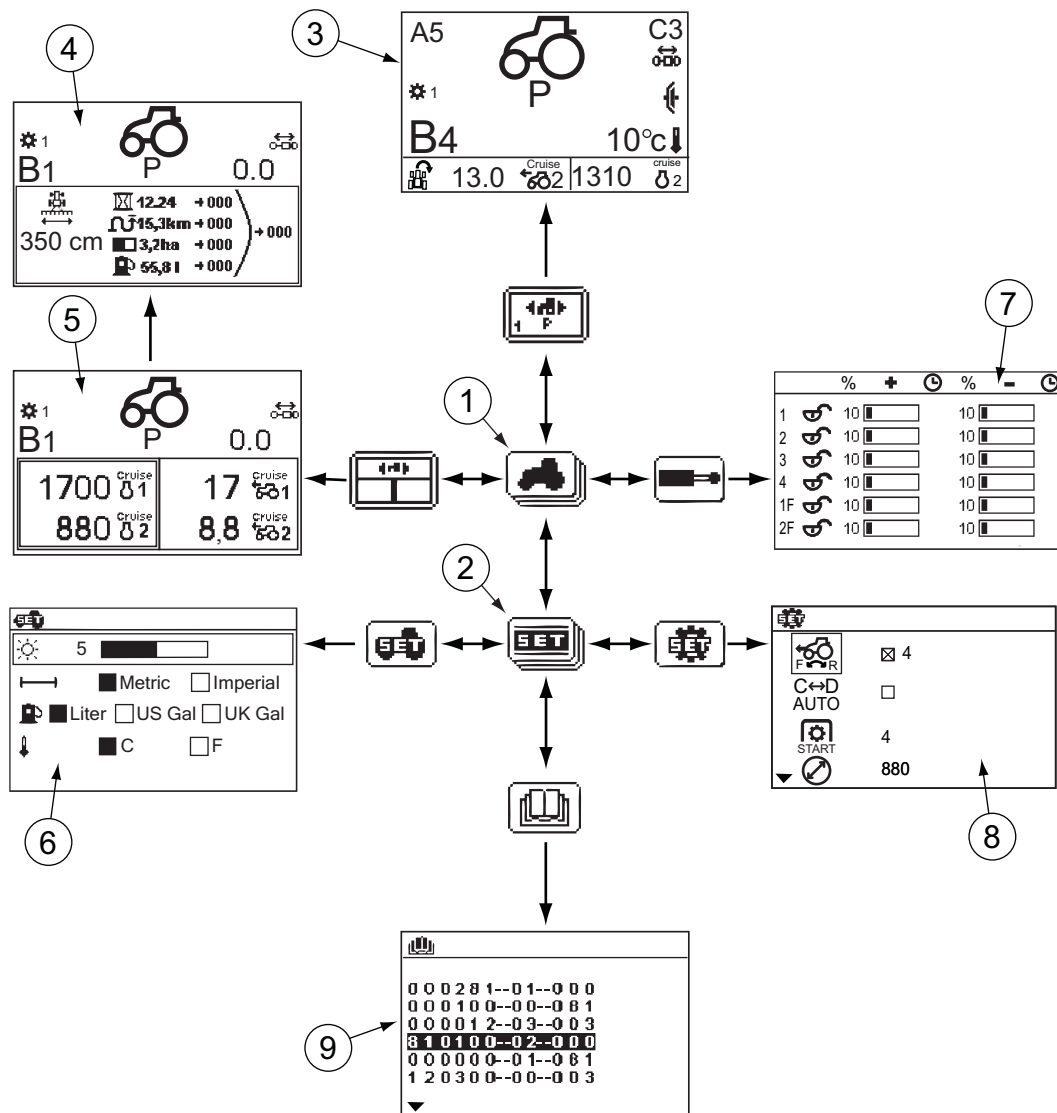 3
A5 C3
1 P
B4 10°C
13.0 Cruise 2 1310 cruise 2
4
1
B1 P 0.0
12.24 000
15,3km 000
350 cm 3,2ha 000 000
55,8 l 000
5
1
B1 P 0.0
1700 Cruise 1 17 Cruise 1
880 Cruise 2 8,8 Cruise 2
1 P
1
7
% + % -
1 10 10
2 10 10
3 10 10
4 10 10
1F 10 10
2F 10 10
2
SET
SET
SET
SET
5
Metric Imperial
Liter US Gal UK Gal
C F
6
SET
F R 4
C↔D
AUTO
START 4
880
8
9
000281--01--000
000100--00--081
000012--03--003
810100--02--000
000000--01--081
120300--00--003